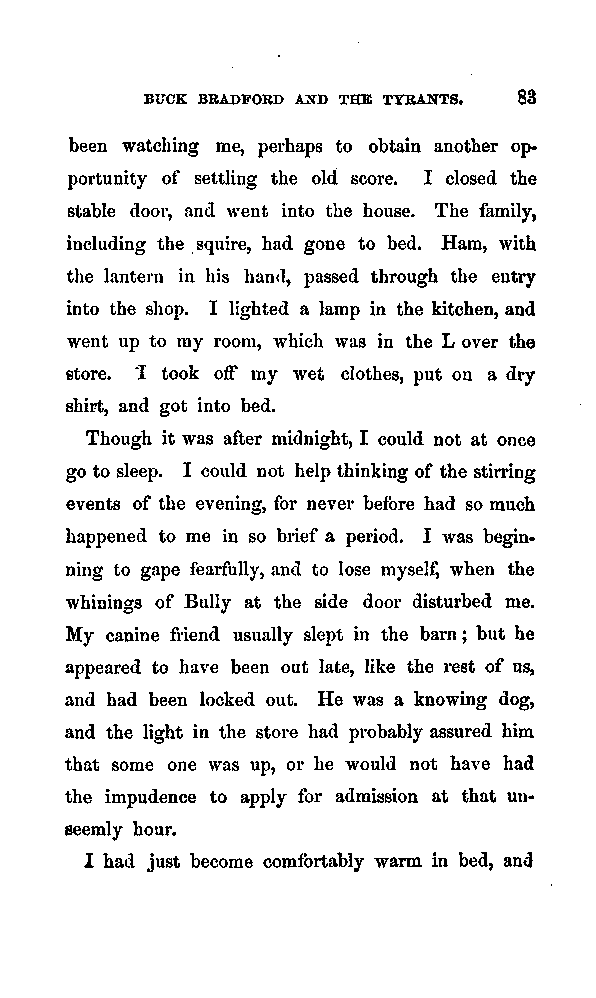 BUCK BRADFORD AND THE TYRANTS. 83
been watching me, perhaps to obtain another op-
portunity of settling the old score. I closed the
stable door, and went into the house. The family,
including the squire, had gone to bed. Ham, with
the lantern in his hand, passed through the entry
into the shop. I lighted a lamp in the kitchen, and
went up to my room, which was in the L over the
store. I took off my wet clothes, put on a dry
shirt, and got into bed.
Though it was after midnight, I could not at once
go to sleep. I could not help thinking of the stirring
events of the evening, for never before had so much
happened to me in so brief a period. I was begin-
ning to gape fearfully, and to lose myself, when the
whinings of Bully at the side door disturbed me.
My canine friend usually slept in the barn; but he
appeared to have been out late, like the rest of us,
and had been locked out. He was a knowing dog,
and the light in the store had probably assured him
that some one was up, or he would not have had
the impudence to apply for admission at that un-
seemly hour.
I had just become comfortably warm in bed, and